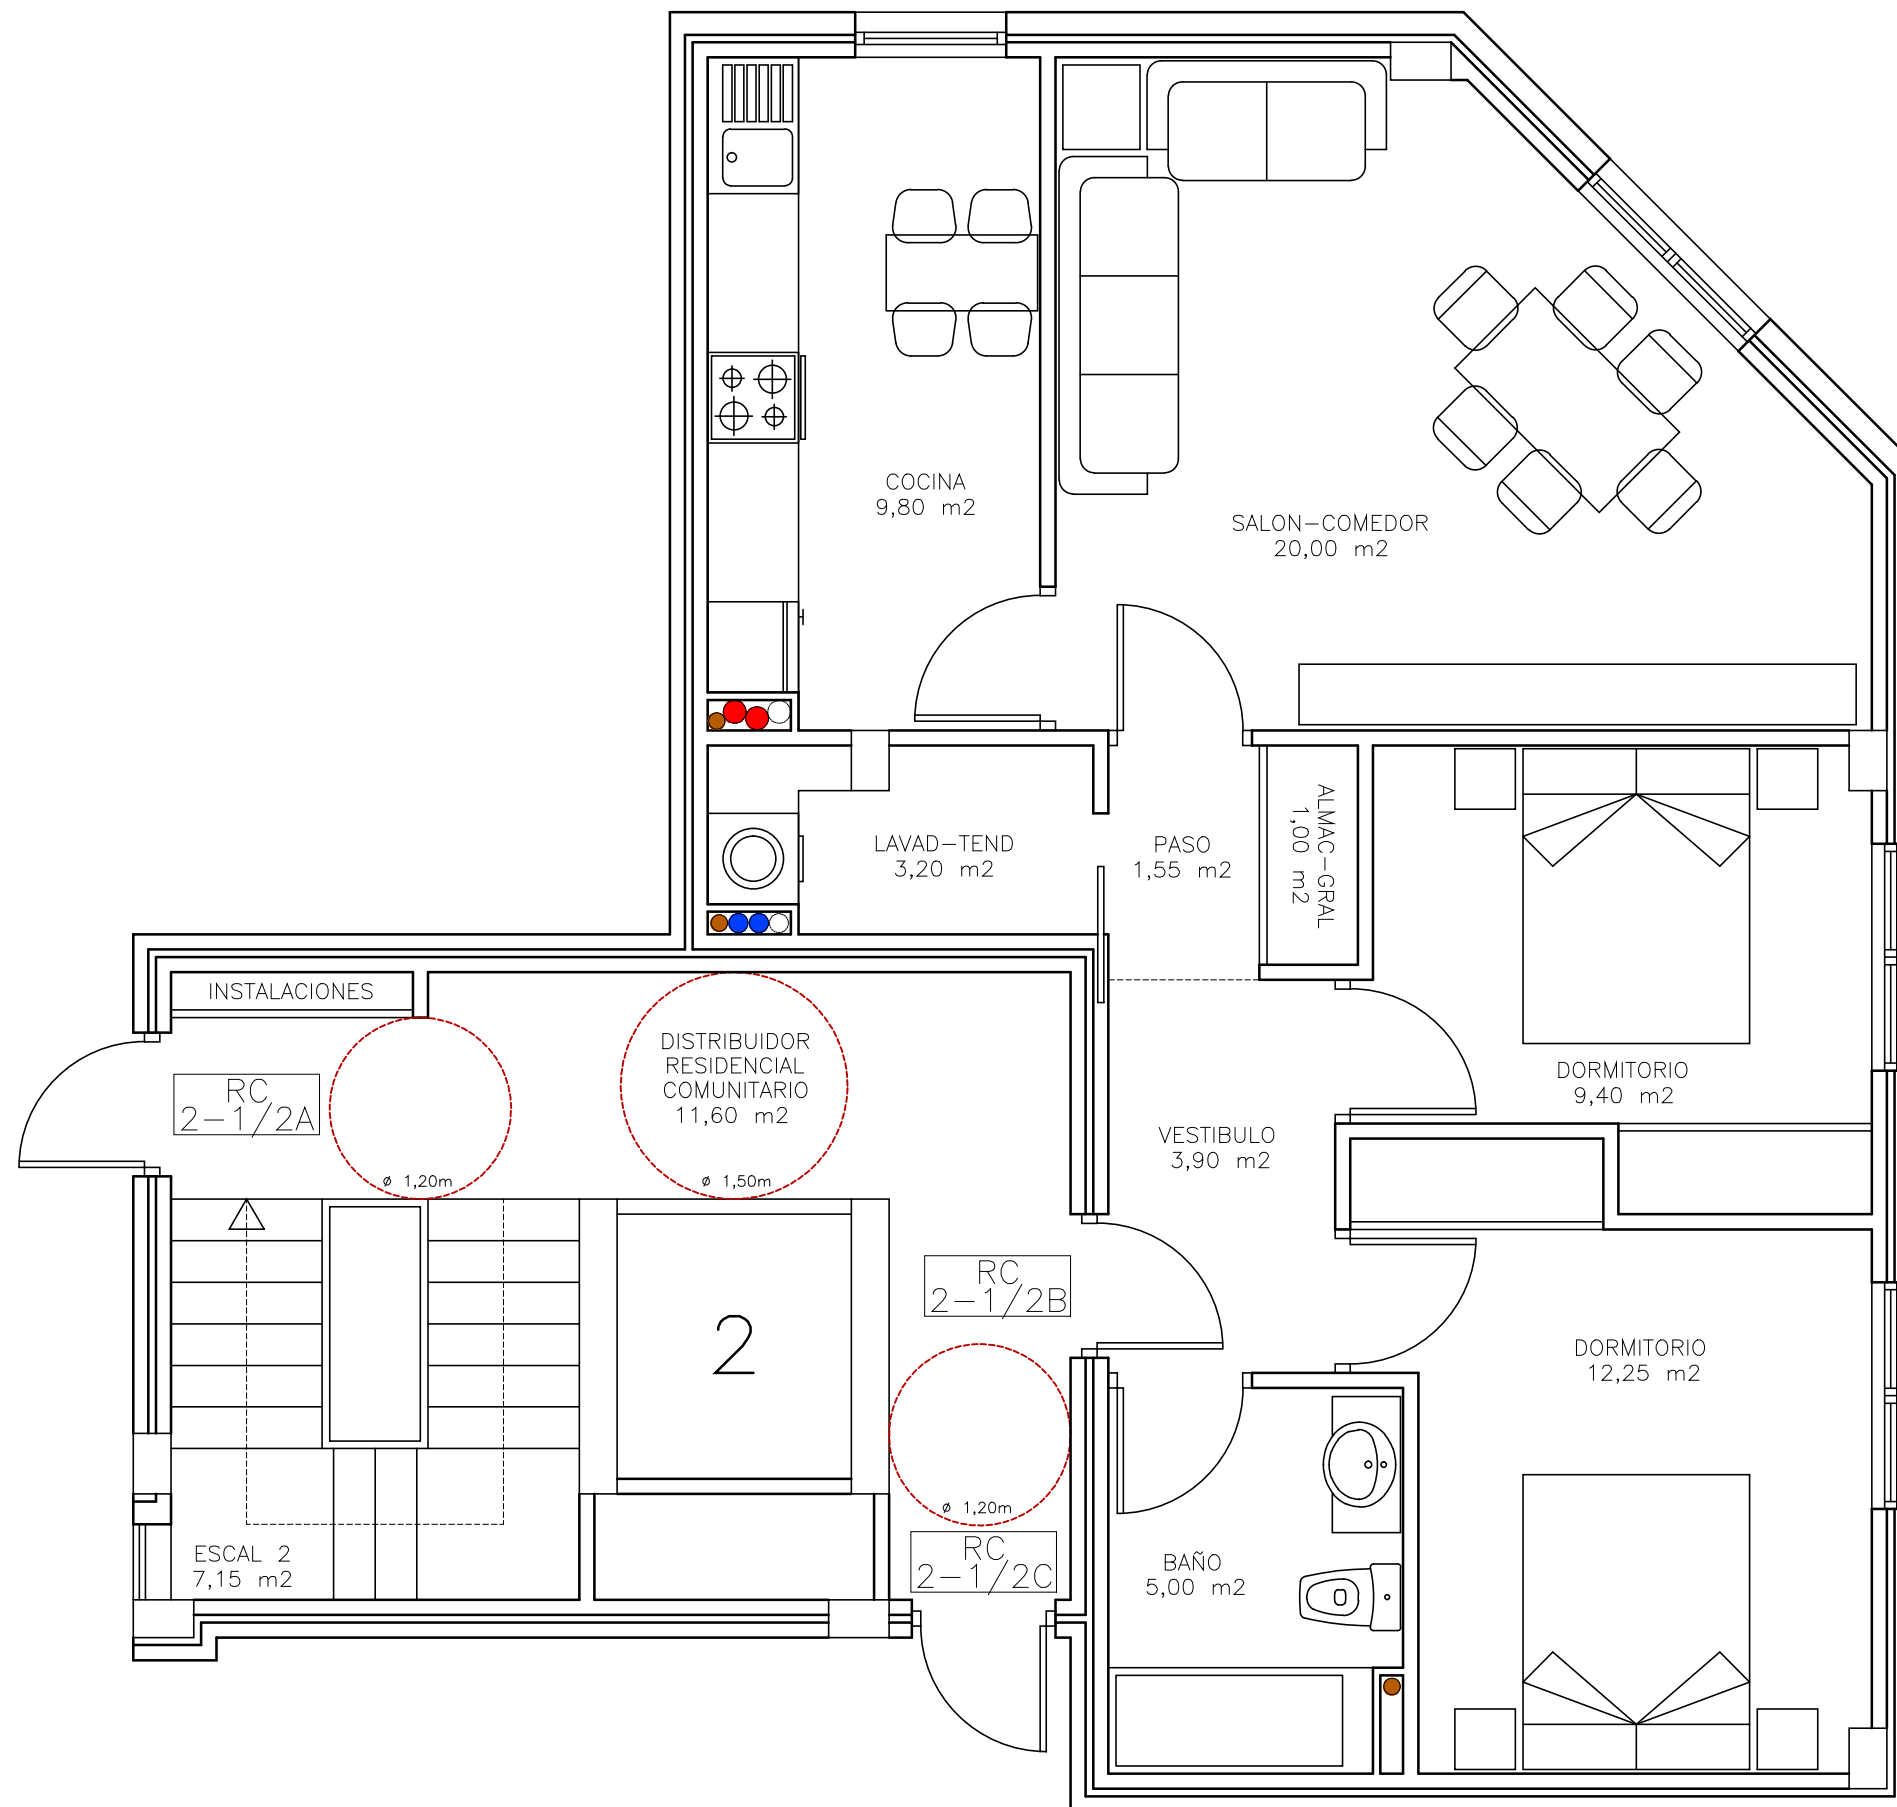 COCINA
9,80 m2
SALON-COMEDOR
20,00 m2
LAVAD-TEND
3,20 m2
PASO
1,55 m2
ALMAC-GRAL
1,00 m2
INSTALACIONES
DISTRIBUIDOR
RESIDENCIAL
COMUNITARIO
11,60 m2
RC
2-1/2A
ø 1,20m
ø 1,50m
DORMITORIO
9,40 m2
VESTIBULO
3,90 m2
RC
2-1/2B
2
DORMITORIO
12,25 m2
ø 1,20m
RC
2-1/2C
ESCAL 2
7,15 m2
BAÑO
5,00 m2